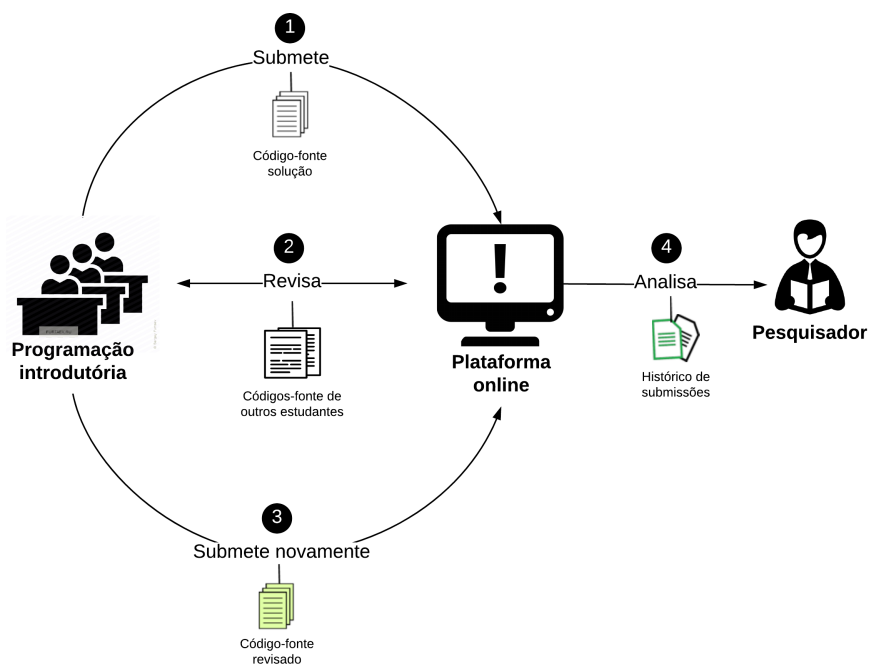 1
Submete
Código-fonte
solução
2
Revisa
Códigos-fonte de
outros estudantes
4
Analisa
Histórico de
submissões
Pesquisador
Programação
introdutória
Plataforma
online
!
3
Submete novamente
Código-fonte
revisado